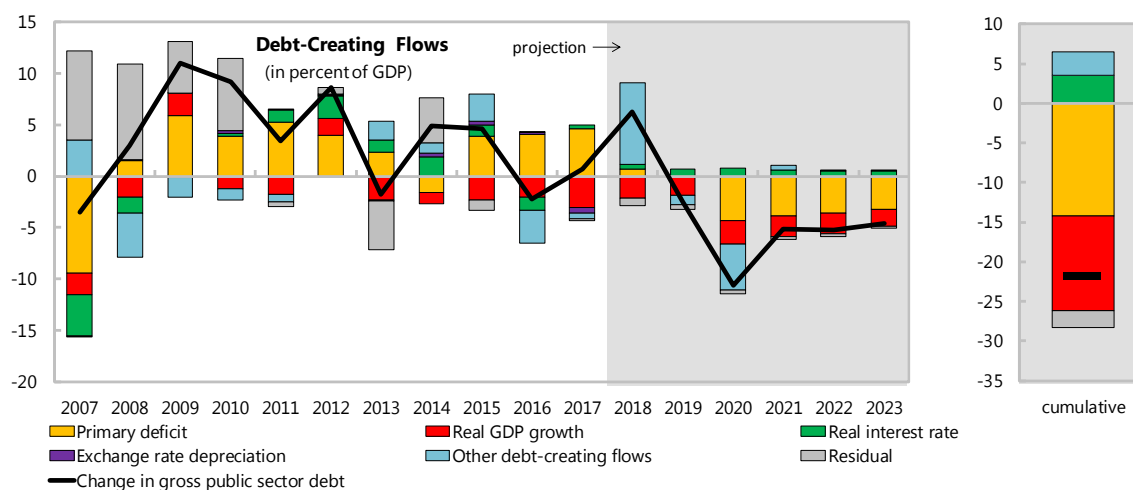 Debt-Creating Flows
(in percent of GDP)
projection →
15
10
5
0
-5
-10
-15
-20
2007 2008 2009 2010 2011 2012 2013 2014 2015 2016 2017 2018 2019 2020 2021 2022 2023
10
5
0
-5
-10
-15
-20
-25
-30
-35
cumulative
Primary deficit Real GDP growth Real interest rate
Exchange rate depreciation Other debt-creating flows Residual
Change in gross public sector debt